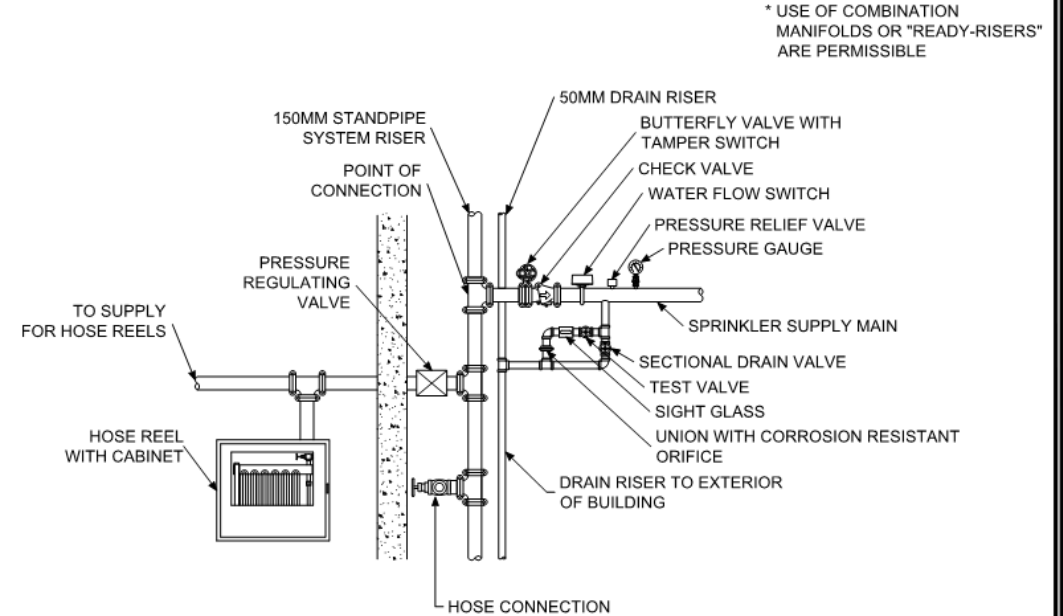 * USE OF COMBINATION
MANIFOLDS OR "READY-RISERS"
ARE PERMISSIBLE
50MM DRAIN RISER
150MM STANDPIPE
SYSTEM RISER
BUTTERFLY VALVE WITH
TAMPER SWITCH
POINT OF
CONNECTION
CHECK VALVE
WATER FLOW SWITCH
PRESSURE RELIEF VALVE
PRESSURE GAUGE
PRESSURE
REGULATING
VALVE
TO SUPPLY
FOR HOSE REELS
SPRINKLER SUPPLY MAIN
SECTIONAL DRAIN VALVE
TEST VALVE
SIGHT GLASS
HOSE REEL
WITH CABINET
UNION WITH CORROSION RESISTANT
ORIFICE
DRAIN RISER TO EXTERIOR
OF BUILDING
HOSE CONNECTION